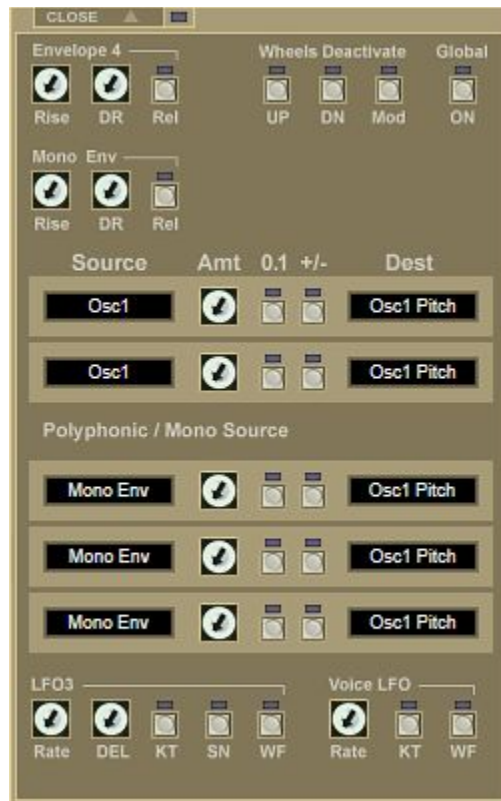 CLOSE
Envelope 4
Wheels Deactivate
Global
Rise DR Rel
UP DN Mod
ON
Mono Env
Rise DR Rel
Source Amt 0.1 +/- Dest
Osc1 Osc1 Pitch
Osc1 Osc1 Pitch
Polyphonic / Mono Source
Mono Env Osc1 Pitch
Mono Env Osc1 Pitch
Mono Env Osc1 Pitch
LFO3
Voice LFO
Rate DEL KT SN WF
Rate KT WF